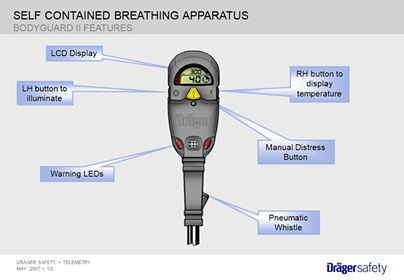 SELF CONTAINED BREATHING APPARATUS
BODYGUARD II FEATURES
LCD Display
LH button to
illuminate
RH button to
display
temperature
Dräger
Manual Distress
Button
Warning LEDs
Pneumatic
Whistle
DRÄGER SAFETY • TELEMETRY
MAY 2007 • 1/3
Drägersafety